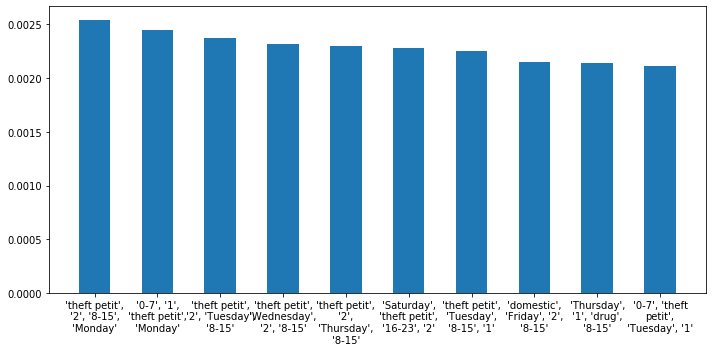 0.0025
0.0020
0.0015
0.0010
0.0005
0.0000
'theft petit',
'2', '8-15',
'Monday'
'0-7', '1',
'theft petit',
'Monday'
'theft petit',
'2', 'Tuesday',
'8-15'
'theft petit',
'Wednesday',
'2', '8-15'
'theft petit',
'2',
'Thursday',
'8-15'
'Saturday',
'theft petit',
'16-23', '2'
'theft petit',
'Tuesday',
'8-15', '1'
'domestic',
'Friday', '2',
'8-15'
'Thursday',
'1', 'drug',
'8-15'
'0-7', 'theft
petit',
'Tuesday', '1'